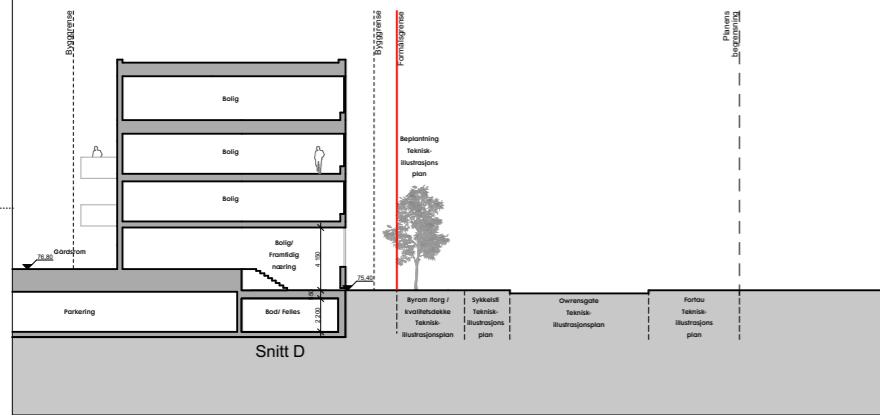 Byggrense
Byggrense
Formålsgrense
Planens
begrensning
Bolig
Bolig
Bolig
Beplantning
Teknisk-
illustrasjons
plan
Bolig/
Framtidig
næring
4 190
76,80
Gårdsrom
75,40
Parkering
Bod/ Felles
2 200
Byrom /torg /
kvalitetsdekke
Teknisk-
illustrasjonsplan
Sykkelsti
Teknisk-
illustrasjons
plan
Owrensgate
Teknisk-
illustrasjonsplan
Fortau
Teknisk-
illustrasjons
plan
Snitt D